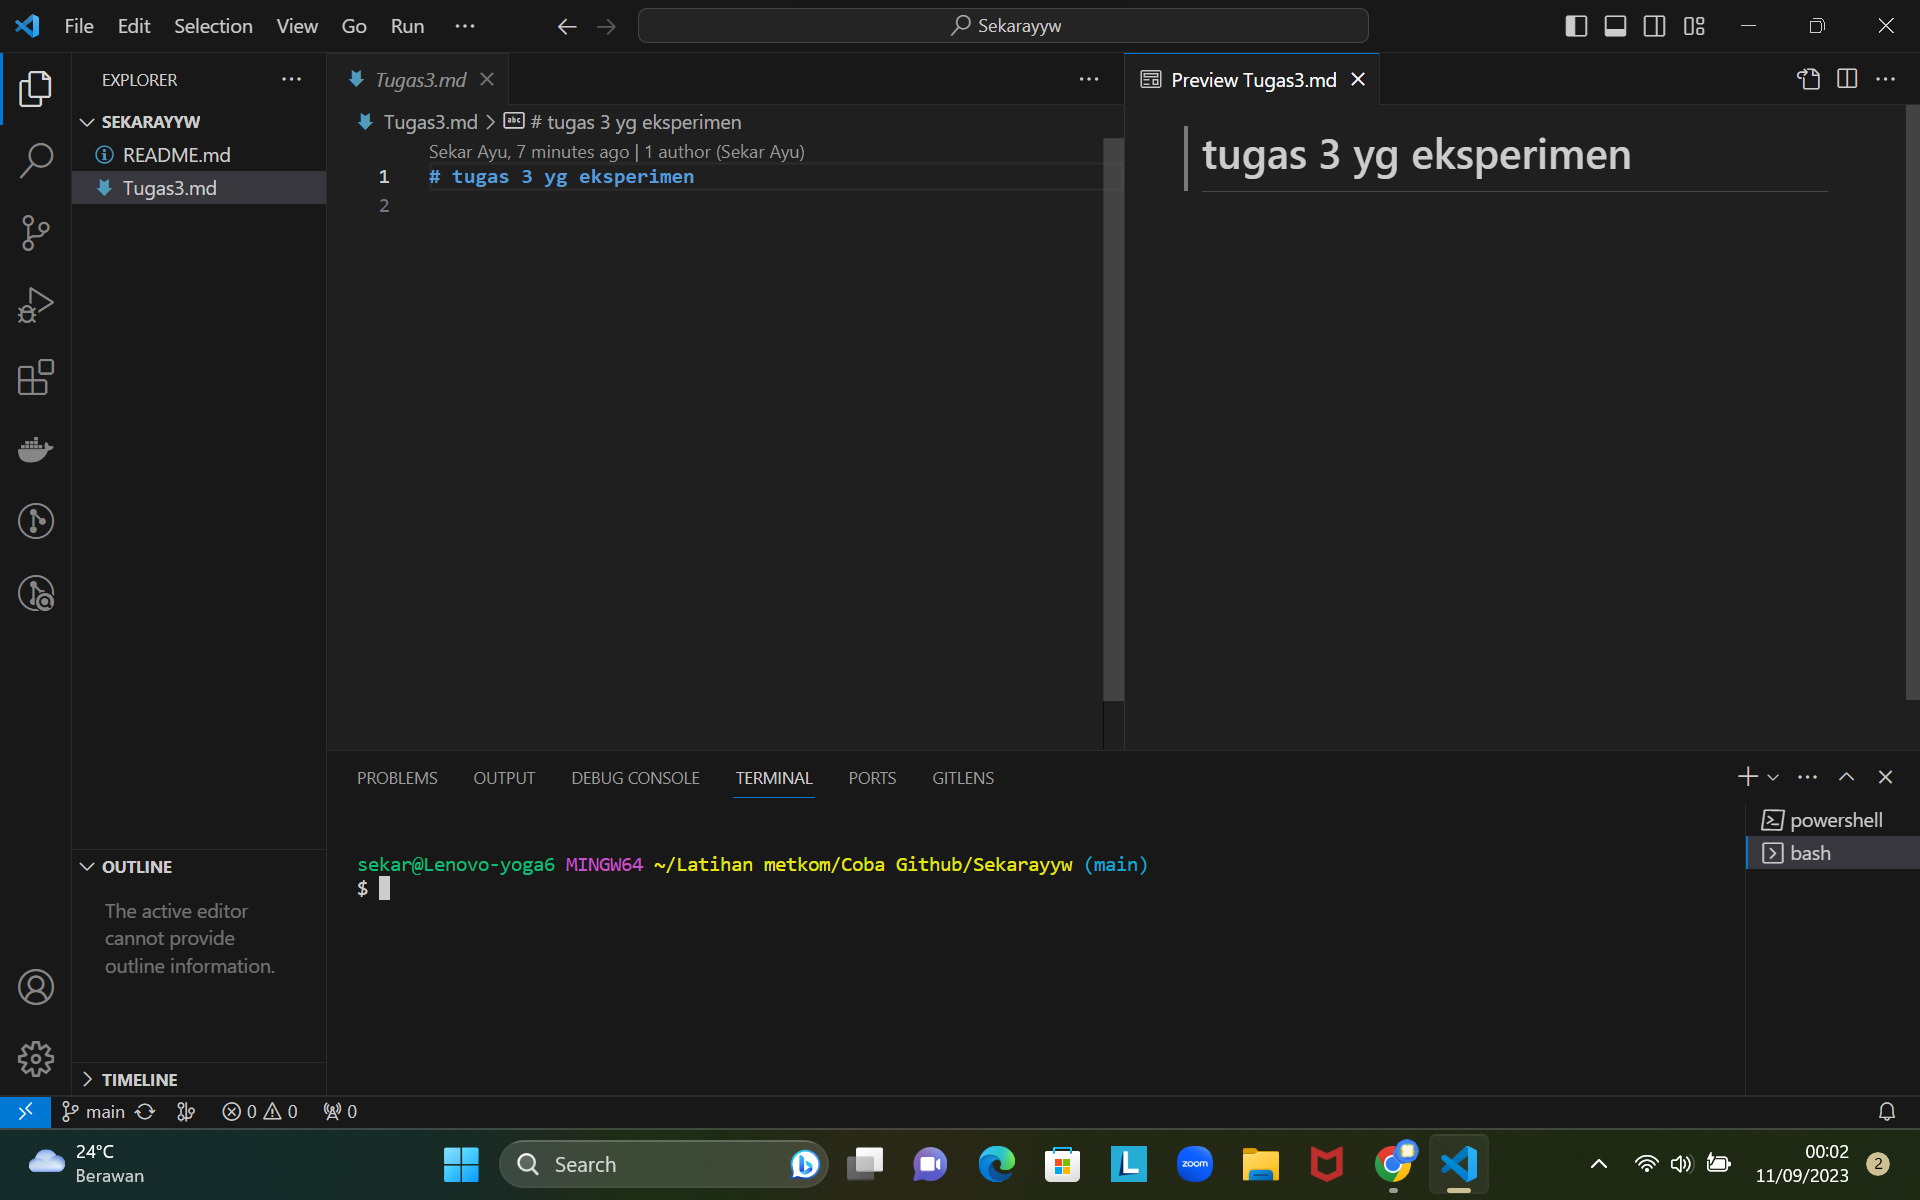 File Edit Selection View Go Run ··· Sekarayyw
EXPLORER
SEKARAYYW
README.md
Tugas3.md
OUTLINE
The active editor
cannot provide
outline information.
TIMELINE
Tugas3.md
Tugas3.md > abc # tugas 3 yg eksperimen
Sekar Ayu, 7 minutes ago | 1 author (Sekar Ayu)
1 # tugas 3 yg eksperimen
2
Preview Tugas3.md
tugas 3 yg eksperimen
PROBLEMS OUTPUT DEBUG CONSOLE TERMINAL PORTS GITLENS
sekar@Lenovo-yoga6 MINGW64 ~/Latihan metkom/Coba Github/Sekarayyw (main)
$
powershell
bash
main 0 0 0
24°C
Berawan
Search
L
zoom
00:02
11/09/2023
2